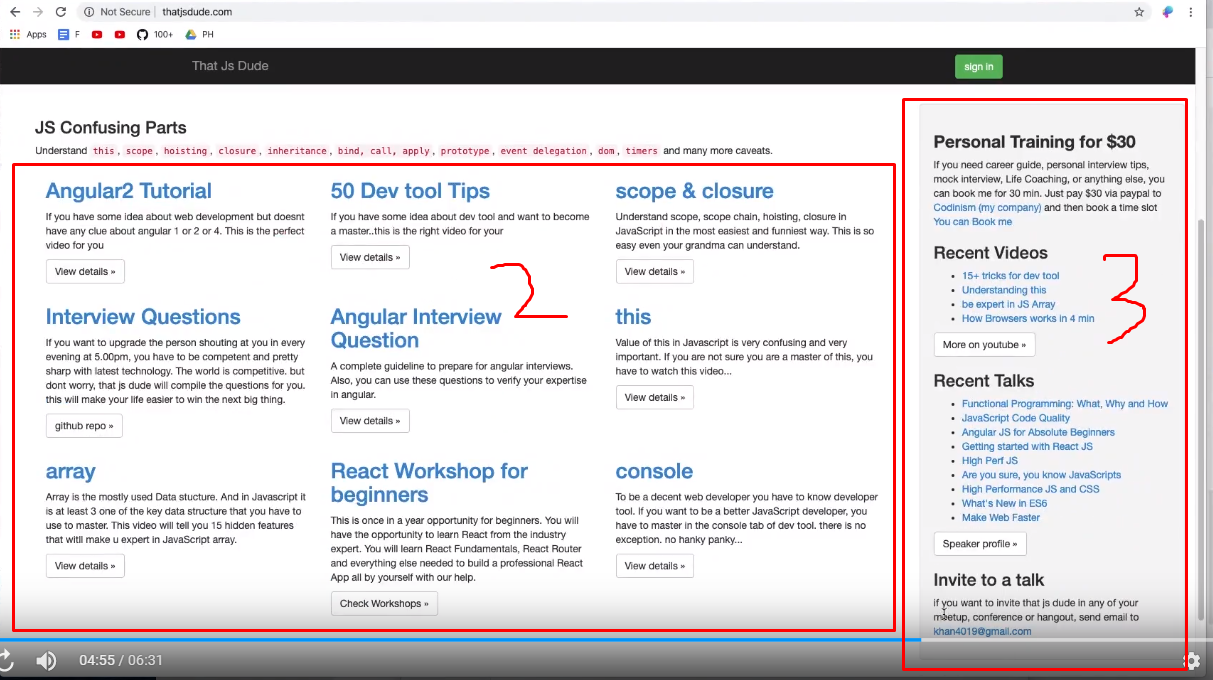 Not Secure | thatjsdude.com
Apps F 100+ PH
That Js Dude
sign in
JS Confusing Parts
Understand this, scope, hoisting, closure, inheritance, bind, call, apply, prototype, event delegation, dom, timers and many more caveats.
Angular2 Tutorial
If you have some idea about web development but doesnt
have any clue about angular 1 or 2 or 4. This is the perfect
video for you
View details »
50 Dev tool Tips
If you have some idea about dev tool and want to become
a master..this is the right video for your
View details »
scope & closure
Understand scope, scope chain, hoisting, closure in
JavaScript in the most easiest and funniest way. This is so
easy even your grandma can understand.
View details »
2
Interview Questions
If you want to upgrade the person shouting at you in every
evening at 5.00pm, you have to be competent and pretty
sharp with latest technology. The world is competitive. but
dont worry, that js dude will compile the questions for you.
this will make your life easier to win the next big thing.
github repo »
Angular Interview
Question
A complete guideline to prepare for angular interviews.
Also, you can use these questions to verify your expertise
in angular.
View details »
this
Value of this in Javascript is very confusing and very
important. If you are not sure you are a master of this, you
have to watch this video...
View details »
array
Array is the mostly used Data stucture. And in Javascript it
is at least 3 one of the key data structure that you have to
use to master. This video will tell you 15 hidden features
that witll make u expert in JavaScript array.
View details »
React Workshop for
beginners
This is once in a year opportunity for beginners. You will
have the opportunity to learn React from the industry
expert. You will learn React Fundamentals, React Router
and everything else needed to build a professional React
App all by yourself with our help.
Check Workshops »
console
To be a decent web developer you have to know developer
tool. If you want to be a better JavaScript developer, you
have to master in the console tab of dev tool. there is no
exception. no hanky panky...
View details »
Personal Training for $30
If you need career guide, personal interview tips,
mock interview, Life Coaching, or anything else, you
can book me for 30 min. Just pay $30 via paypal to
Codinism (my company) and then book a time slot
You can Book me
Recent Videos
15+ tricks for dev tool
Understanding this
be expert in JS Array
How Browsers works in 4 min
3
More on youtube »
Recent Talks
Functional Programming: What, Why and How
JavaScript Code Quality
Angular JS for Absolute Beginners
Getting started with React JS
High Perf JS
Are you sure, you know JavaScripts
High Performance JS and CSS
What's New in ES6
Make Web Faster
Speaker profile »
Invite to a talk
if you want to invite that js dude in any of your
meetup, conference or hangout, send email to
khan4019@gmail.com
04:55 / 06:31